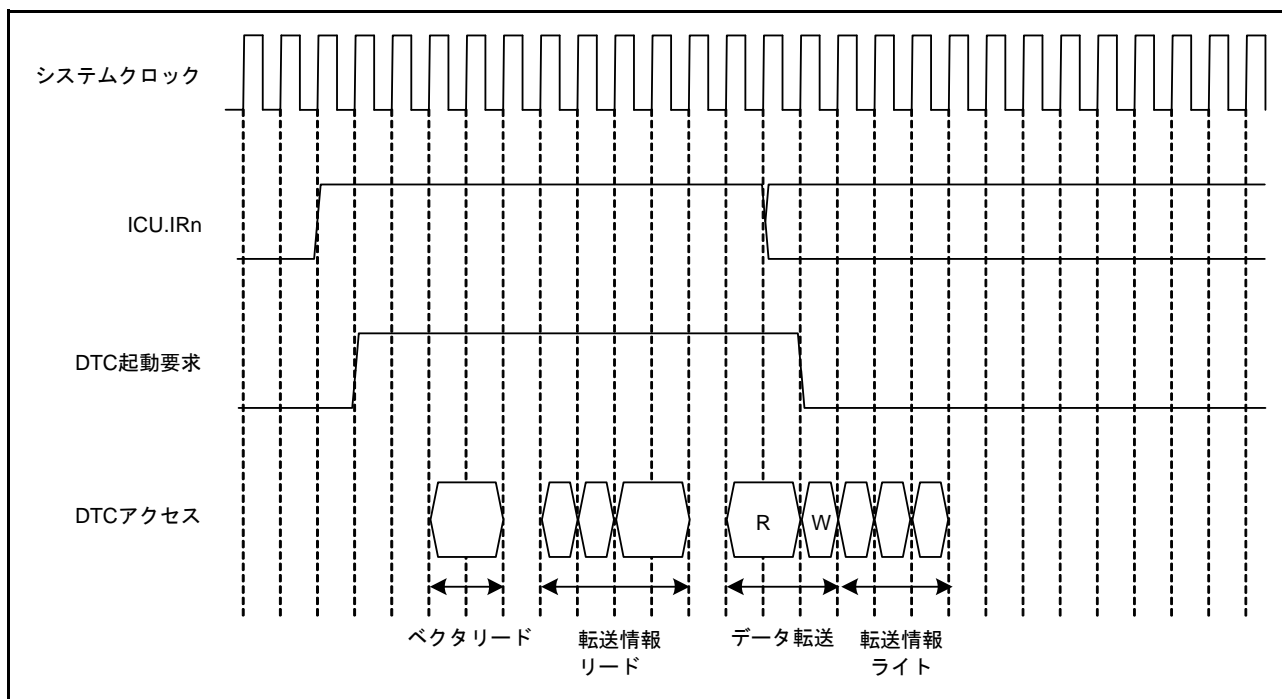 システムクロック
ICU.IRn
DTC起動要求
DTCアクセス
R
W
ベクタリード
転送情報
リード
データ転送
転送情報
ライト